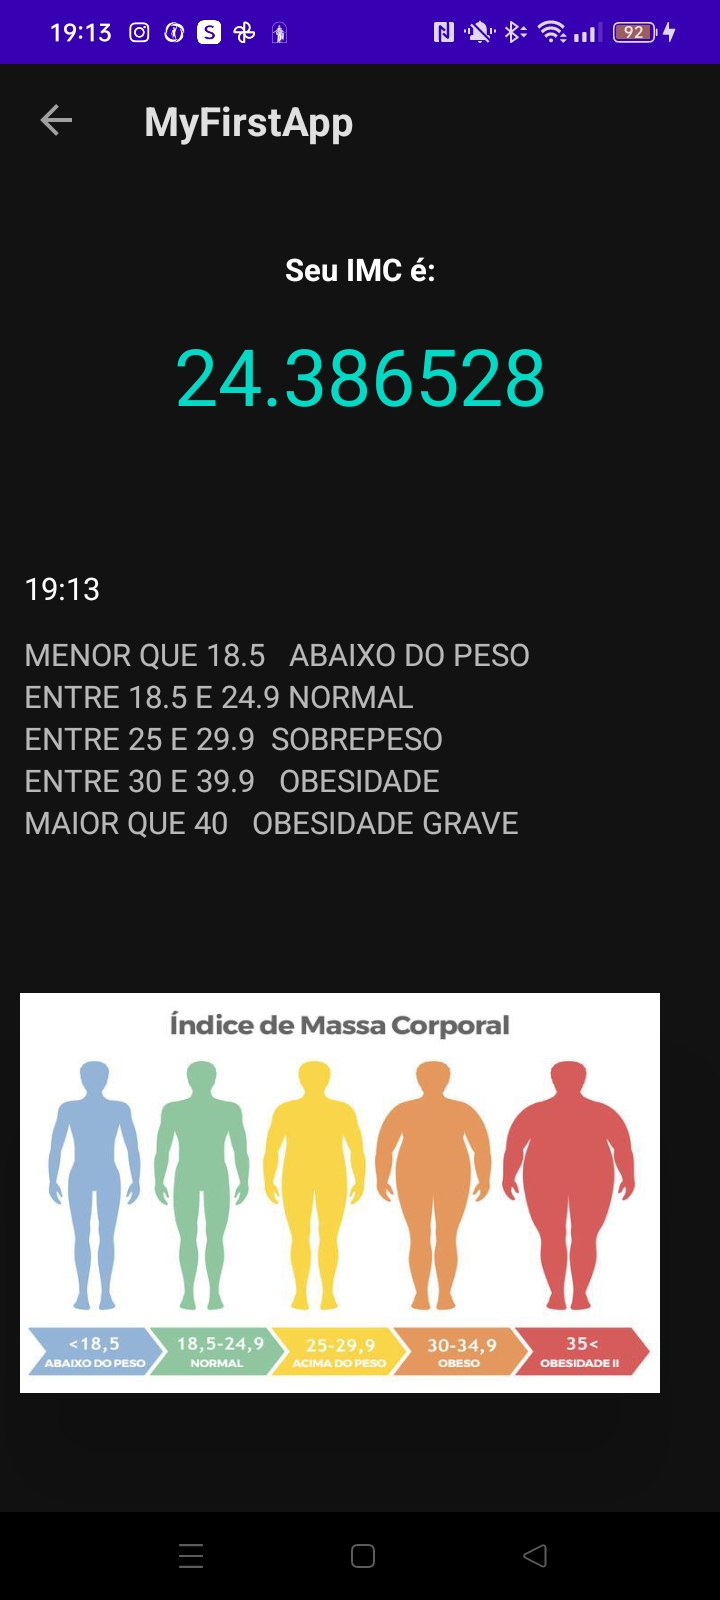 19:13
S
92
MyFirstApp
Seu IMC é:
24.386528
19:13
MENOR QUE 18.5 ABAIXO DO PESO
ENTRE 18.5 E 24.9 NORMAL
ENTRE 25 E 29.9 SOBREPESO
ENTRE 30 E 39.9 OBESIDADE
MAIOR QUE 40 OBESIDADE GRAVE
Índice de Massa Corporal
<18,5 18,5-24,9 25-29,9 30-34,9 35<
ABAIXO DO PESO NORMAL ACIMA DO PESO OBESO OBESIDADE II